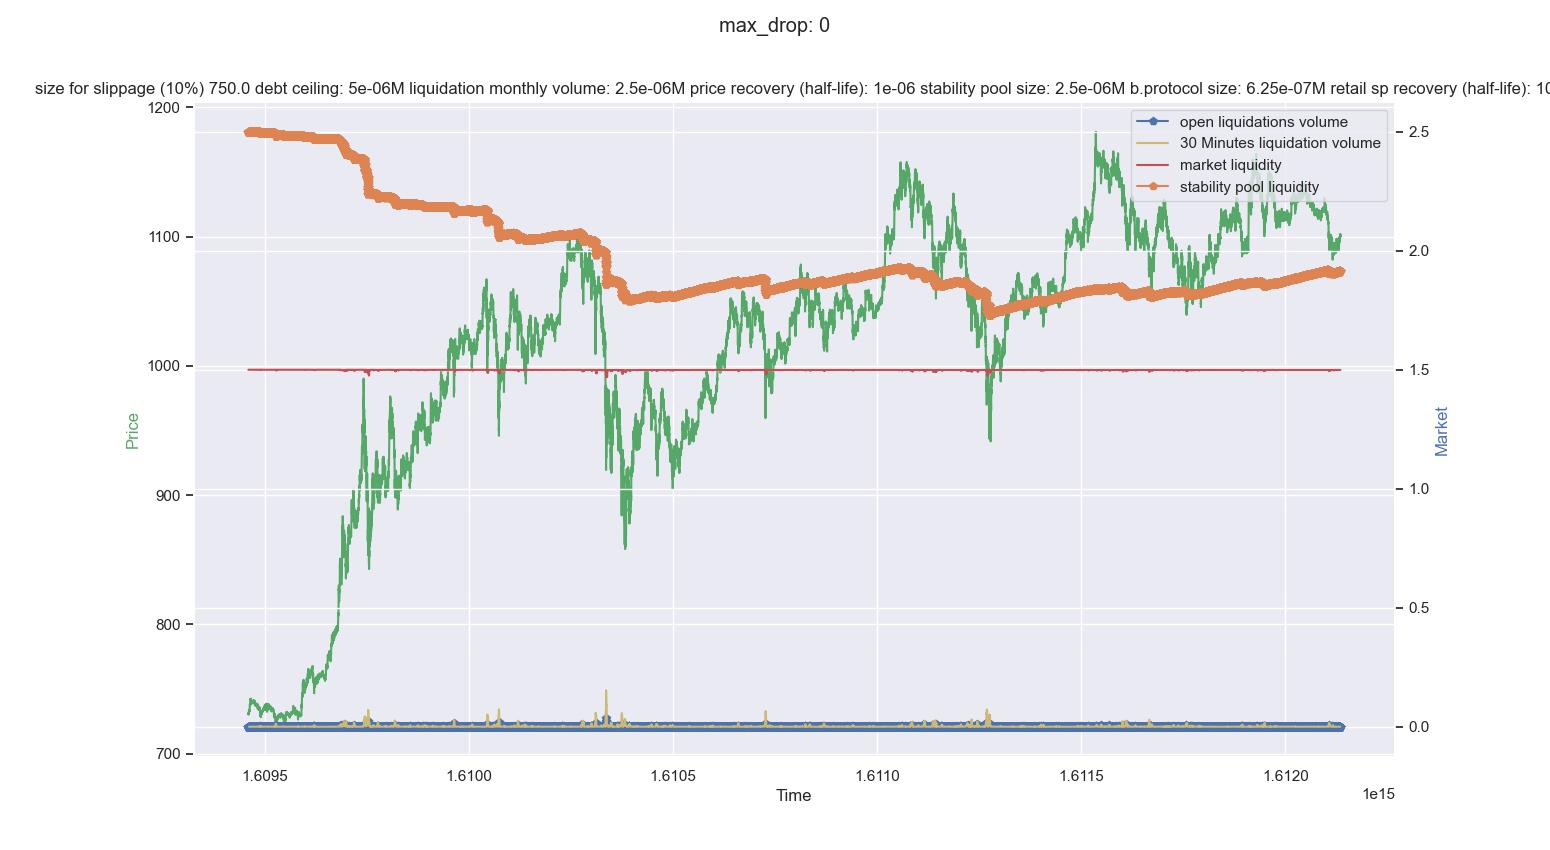 max_drop: 0
size for slippage (10%) 750.0 debt ceiling: 5e-06M liquidation monthly volume: 2.5e-06M price recovery (half-life): 1e-06 stability pool size: 2.5e-06M b.protocol size: 6.25e-07M retail sp recovery (half-life):
open liquidations volume
30 Minutes liquidation volume
market liquidity
stability pool liquidity
1200
1100
1000
900
800
700
Price
2.5
2.0
1.5
1.0
0.5
0.0
Market
1.6095 1.6100 1.6105 1.6110 1.6115 1.6120
1e15
Time